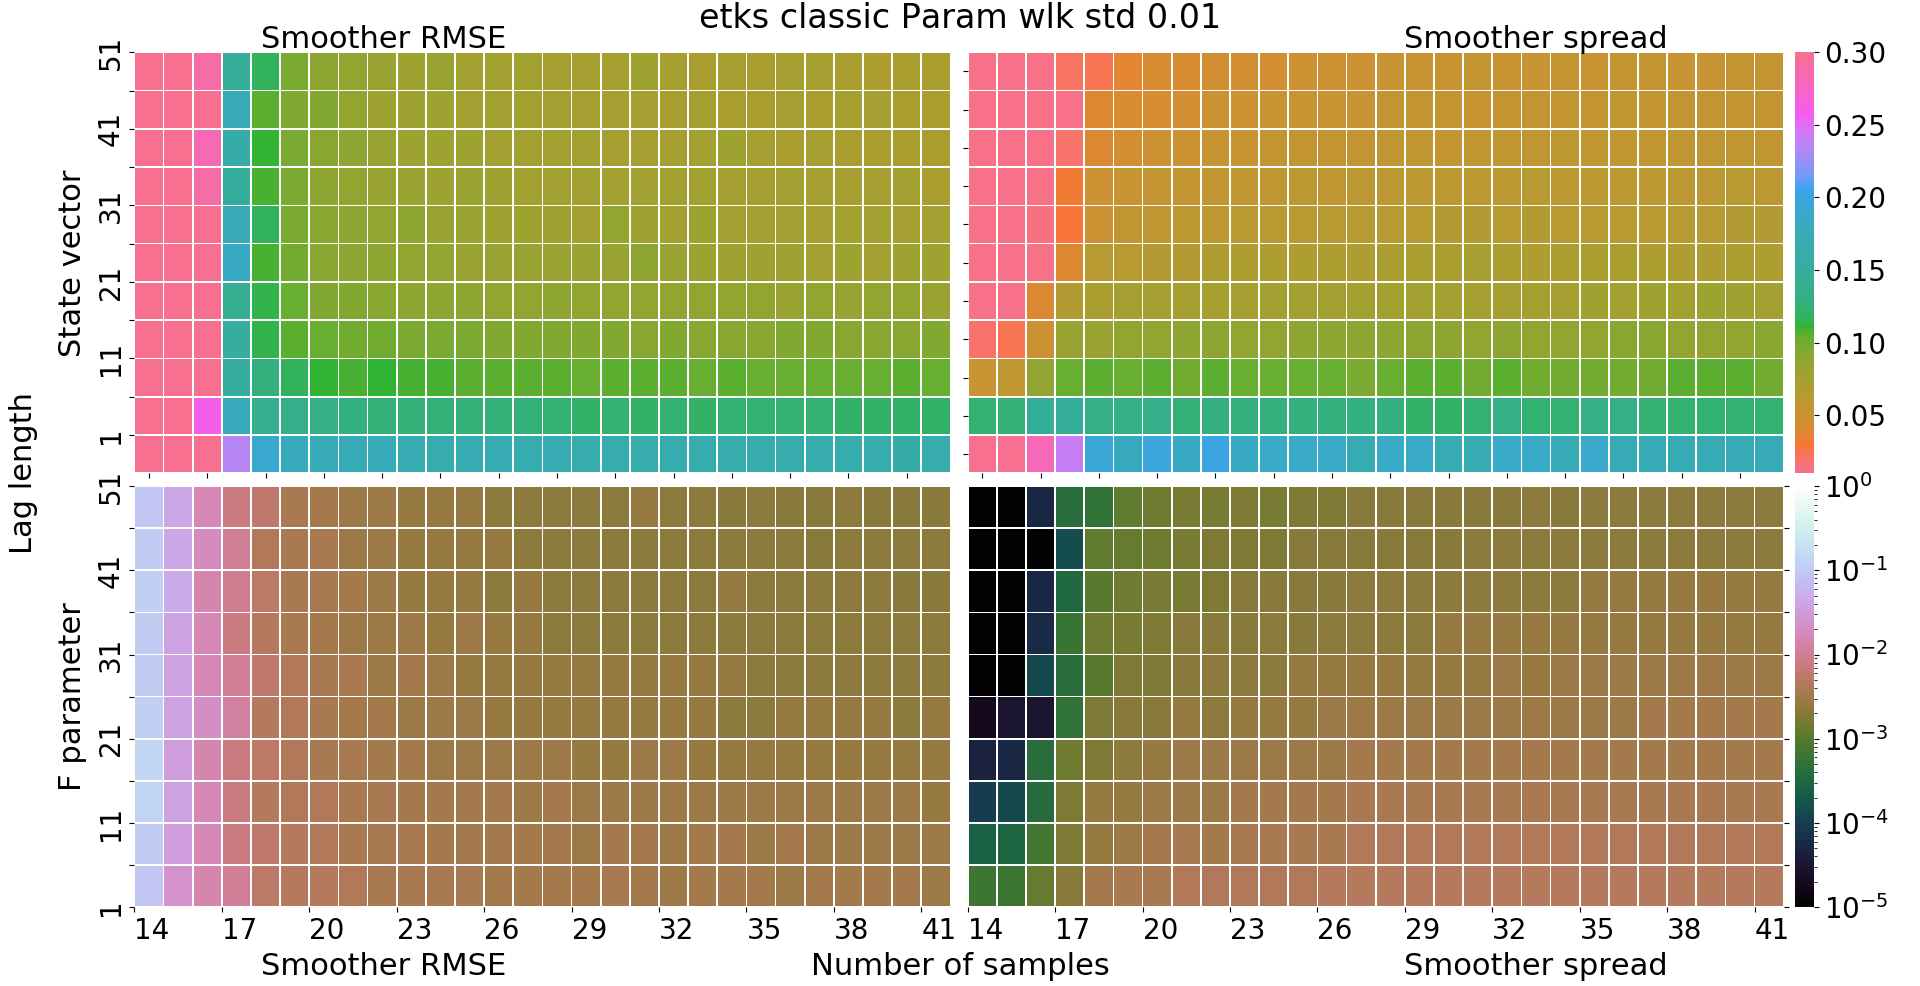 etks classic Param wlk std 0.01
Smoother RMSE
Smoother spread
51
41
31
21
11
1
State vector
0.30
0.25
0.20
0.15
0.10
0.05
Lag length
51
41
31
21
11
1
F parameter
10⁰
10⁻¹
10⁻²
10⁻³
10⁻⁴
10⁻⁵
14 17 20 23 26 29 32 35 38 41
14 17 20 23 26 29 32 35 38 41
Smoother RMSE
Number of samples
Smoother spread